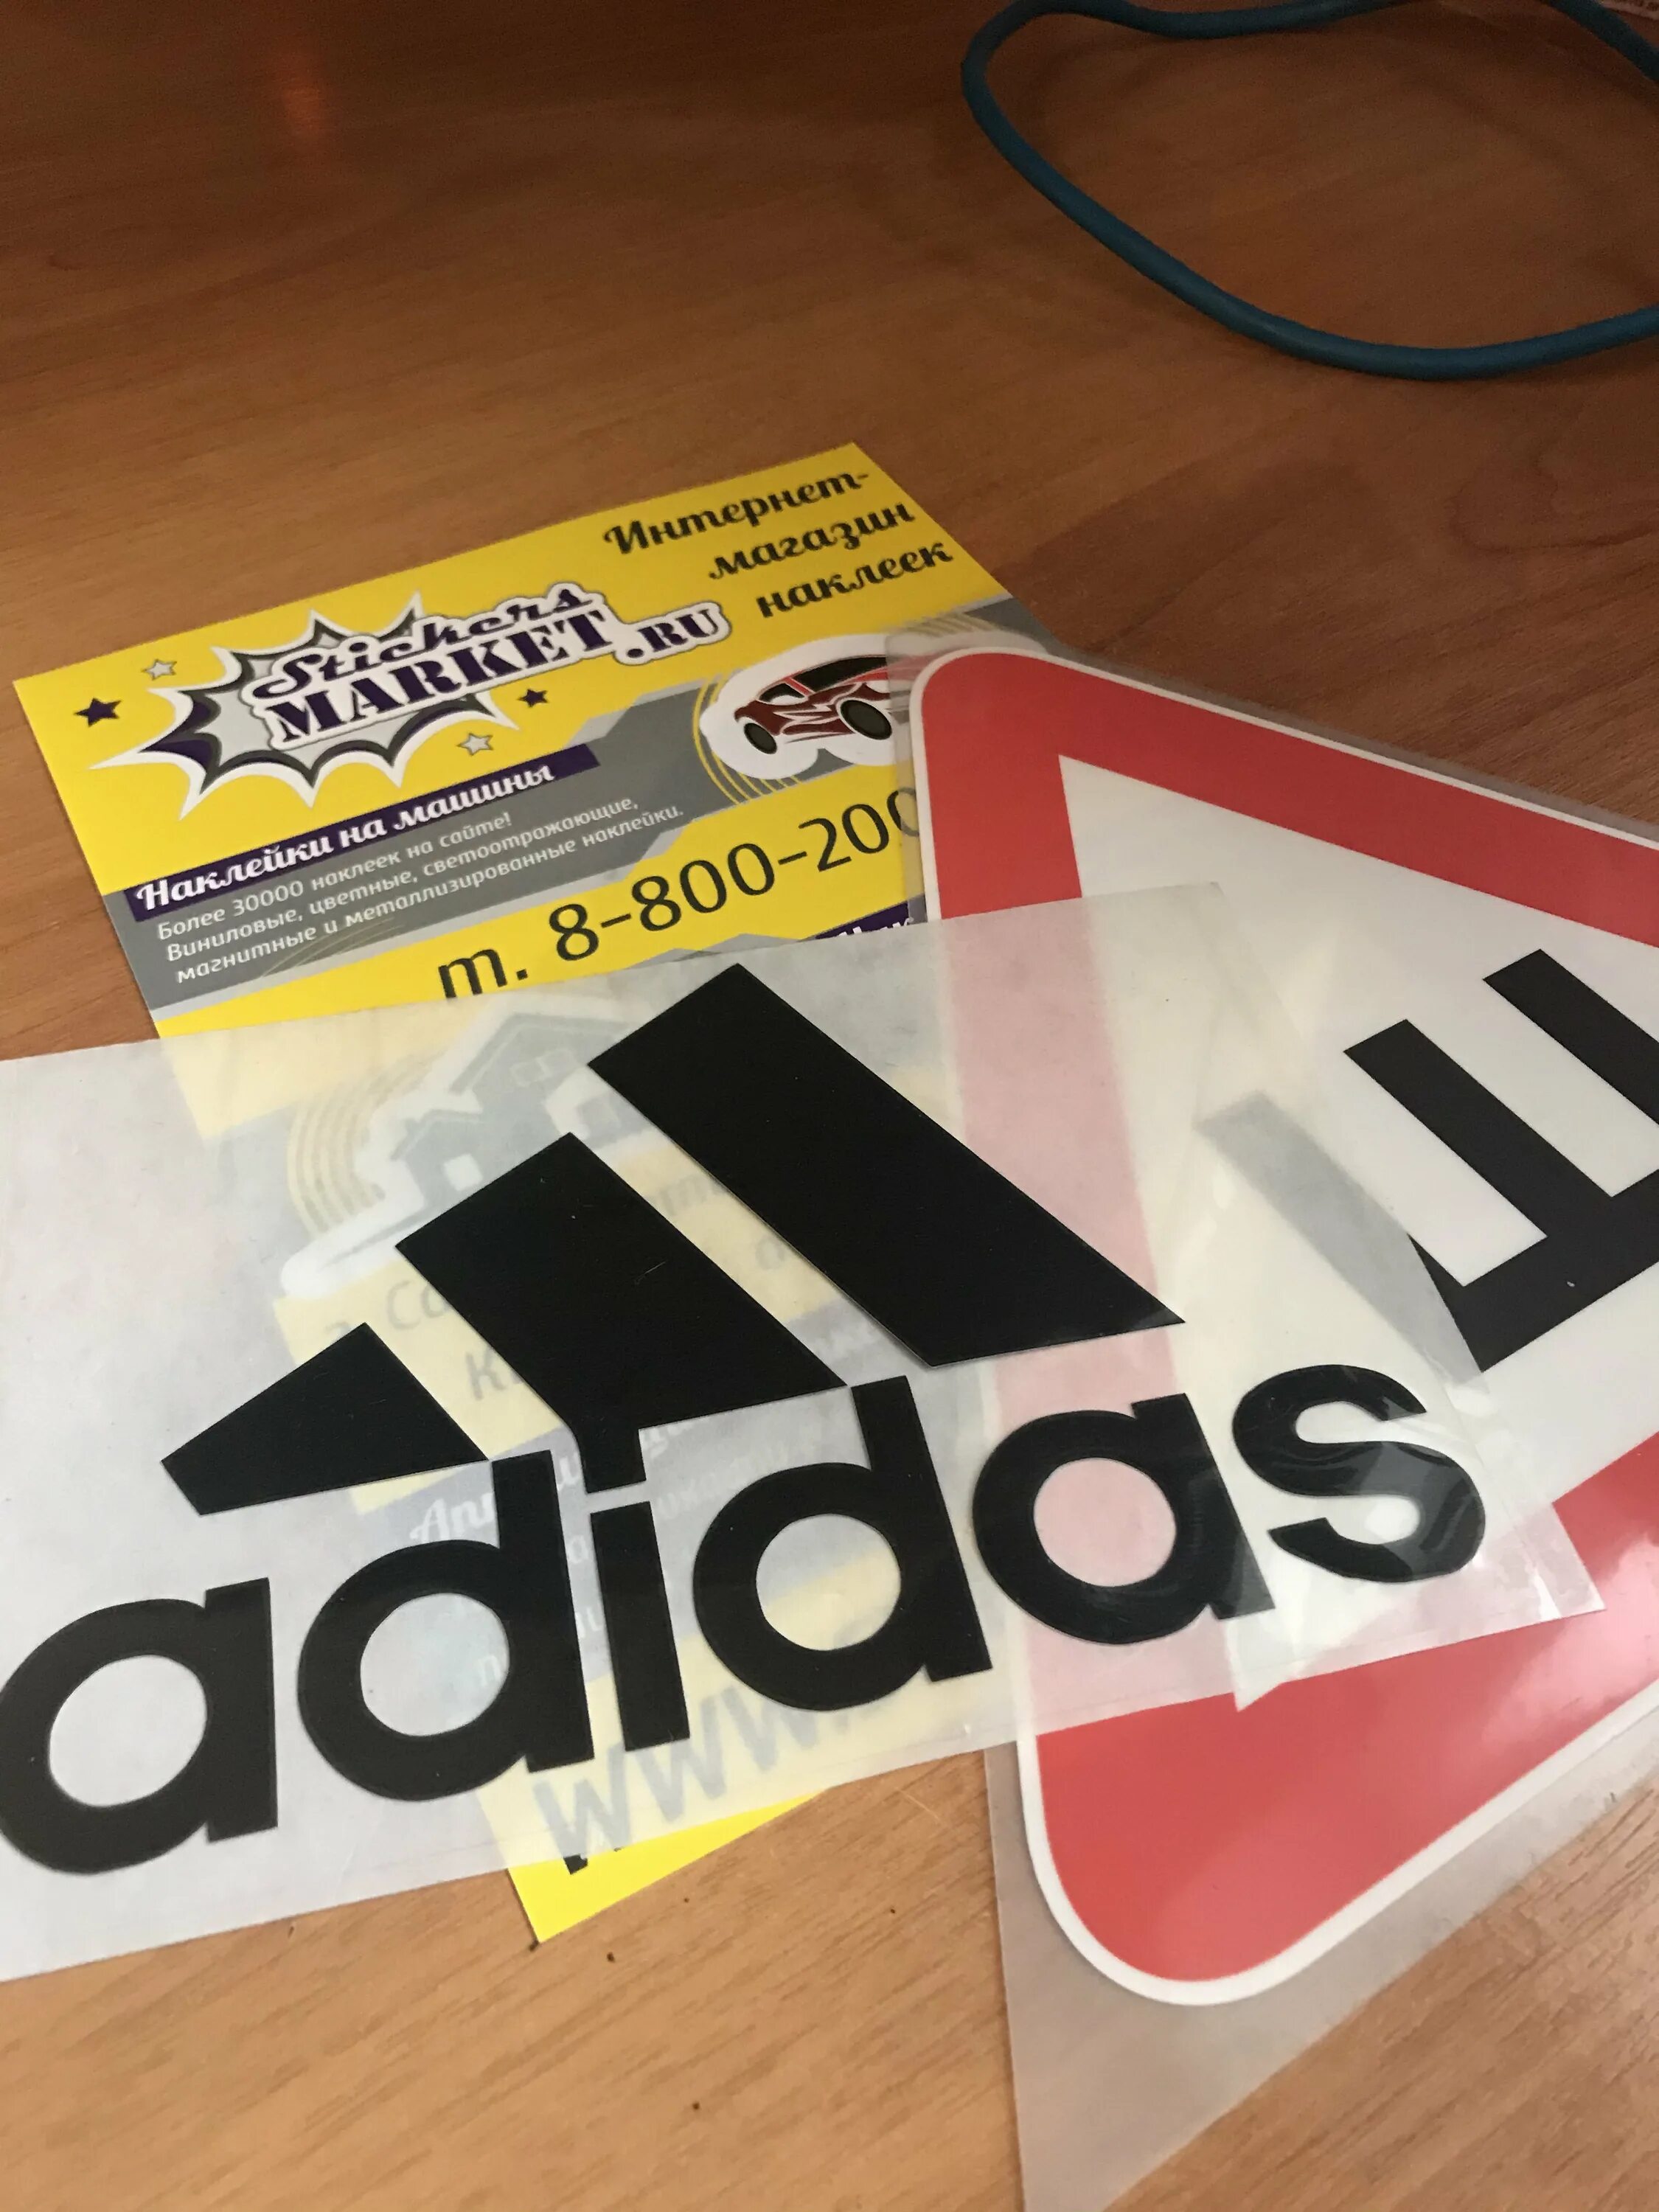 Интернет-
магазин
наклеек
Stickers
MARKET.RU
Наклейки на машины
Более 30000 наклеек на сайте!
Виниловые, цветные, светоотражающие,
магнитные и металлизированные наклейки.
т. 8-800-200
Ш
adidas
www.